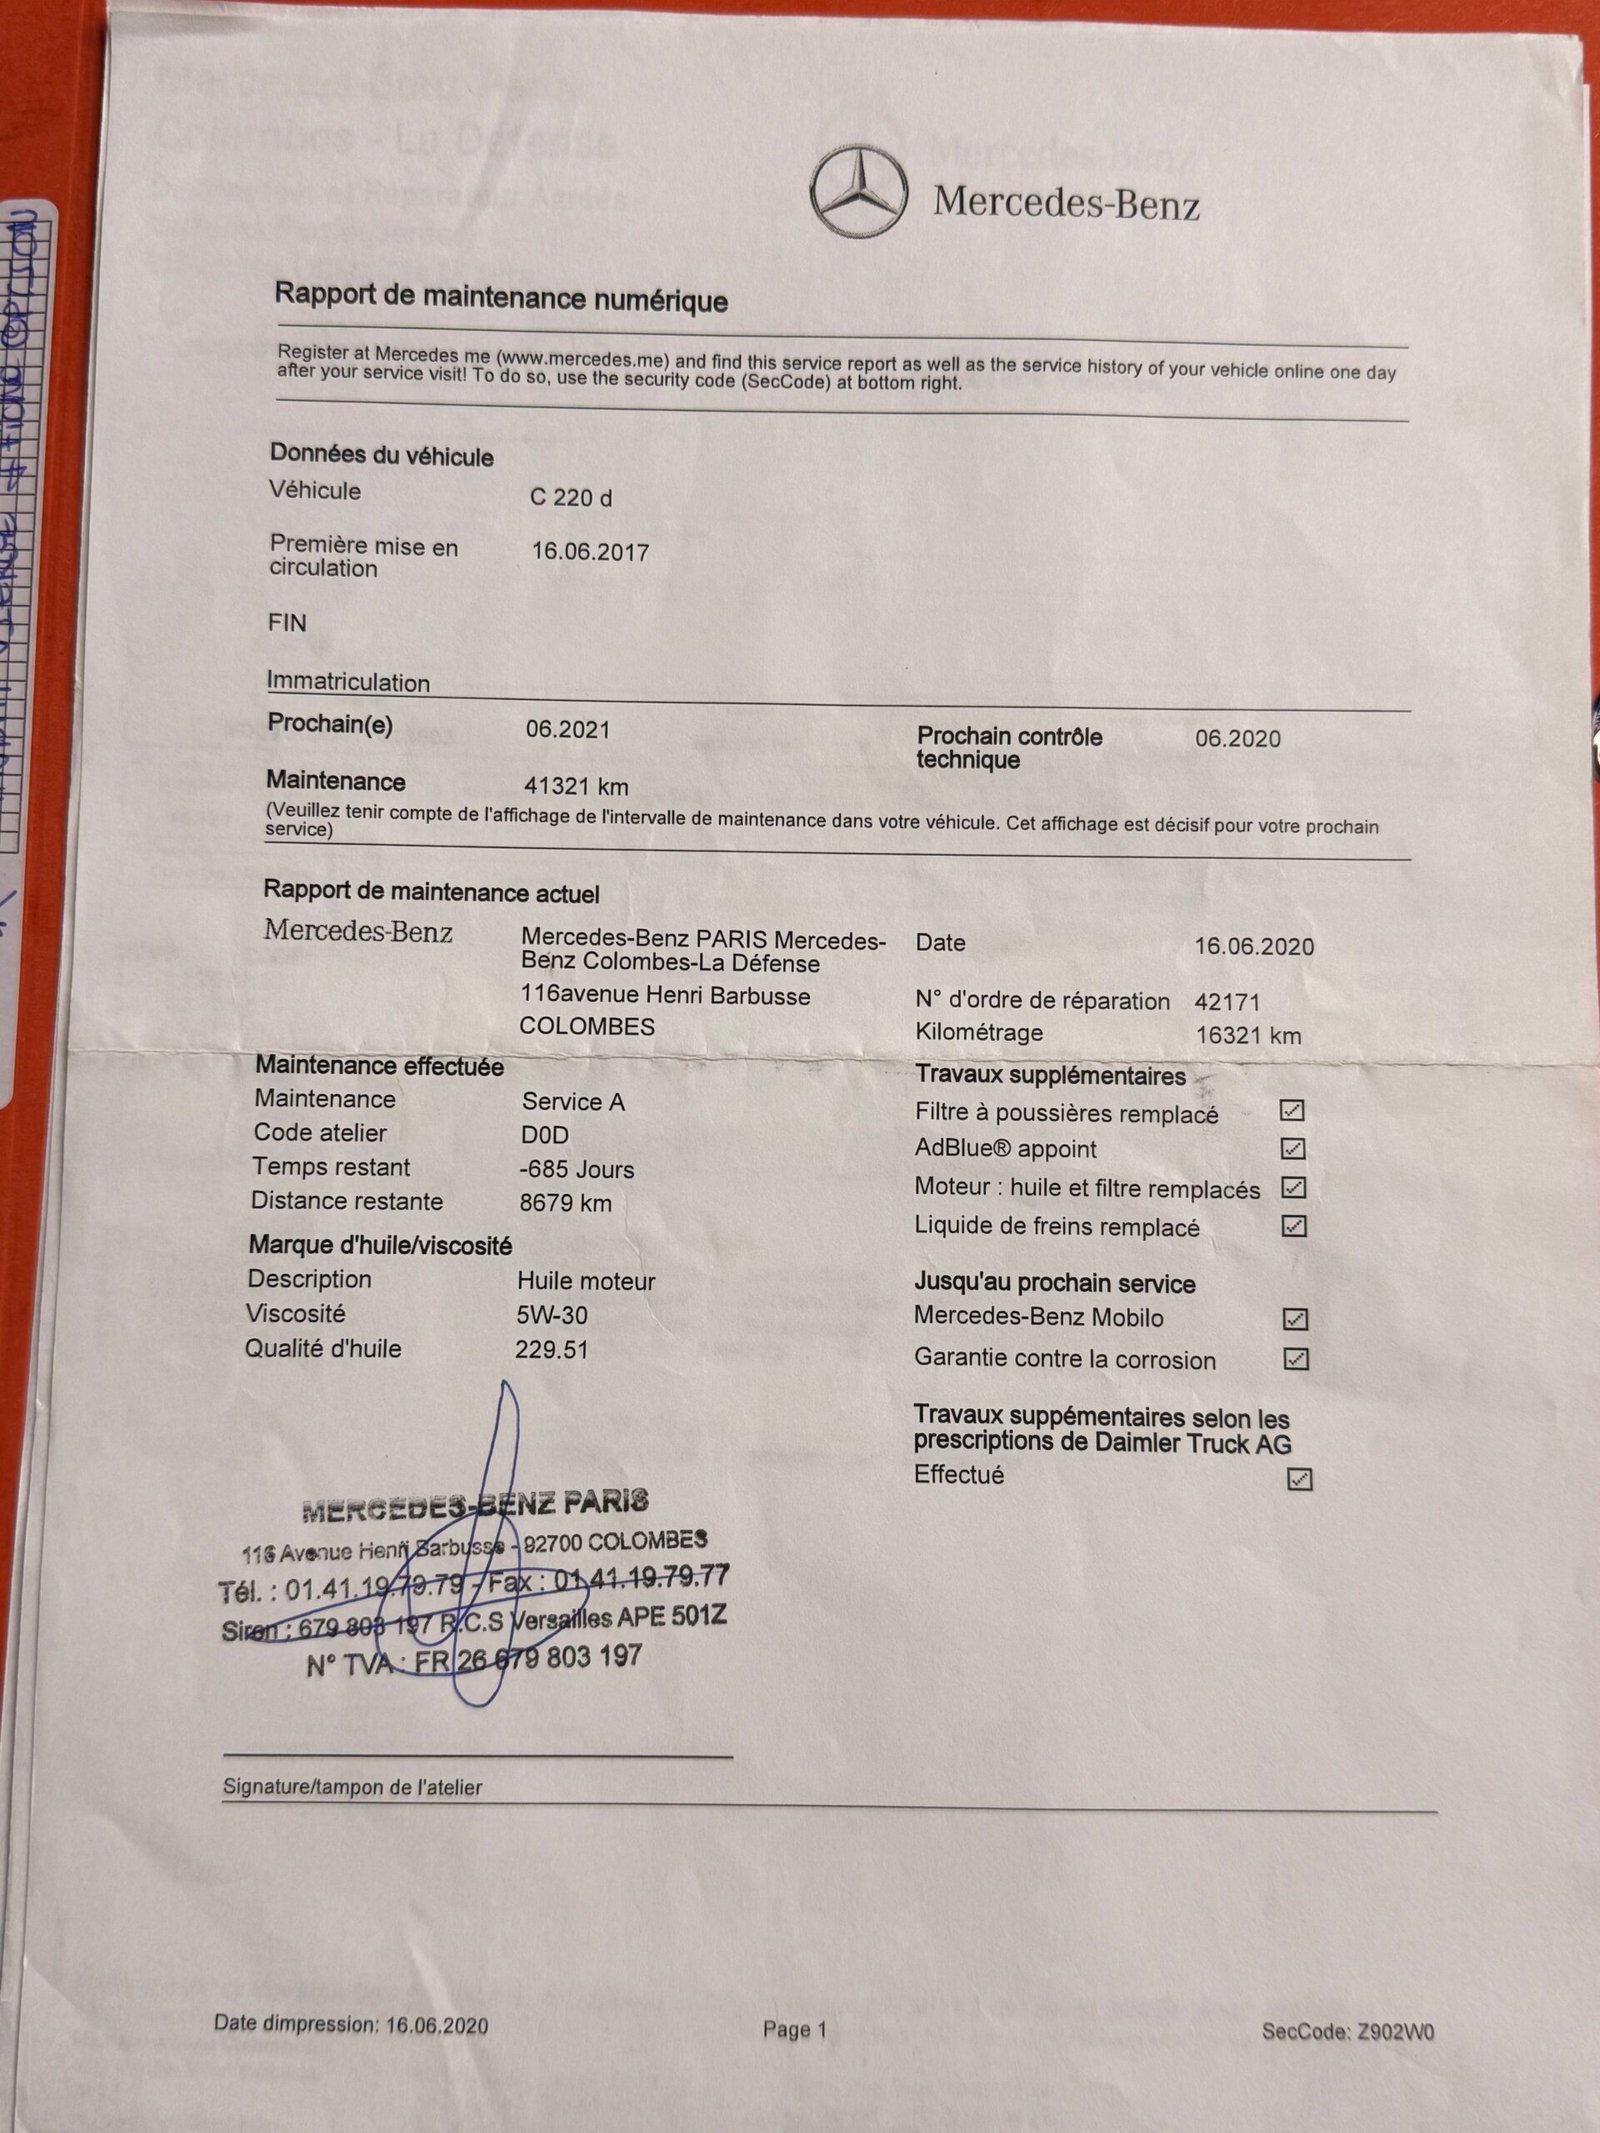 Mercedes-Benz
Rapport de maintenance numérique
Register at Mercedes me (www.mercedes.me) and find this service report as well as the service history of your vehicle online one day
after your service visit! To do so, use the security code (SecCode) at bottom right.
Données du véhicule
Véhicule C 220 d
Première mise en circulation 16.06.2017
FIN
Immatriculation
Prochain(e) 06.2021
Prochain contrôle technique 06.2020
Maintenance 41321 km
(Veuillez tenir compte de l'affichage de l'intervalle de maintenance dans votre véhicule. Cet affichage est décisif pour votre prochain
service)
Rapport de maintenance actuel
Mercedes-Benz
Mercedes-Benz PARIS Mercedes-
Benz Colombes-La Défense
116avenue Henri Barbusse
COLOMBES
Date 16.06.2020
N° d'ordre de réparation 42171
Kilométrage 16321 km
Maintenance effectuée
Maintenance Service A
Code atelier D0D
Temps restant -685 Jours
Distance restante 8679 km
Marque d'huile/viscosité
Description Huile moteur
Viscosité 5W-30
Qualité d'huile 229.51
Travaux supplémentaires
Filtre à poussières remplacé
AdBlue® appoint
Moteur : huile et filtre remplacés
Liquide de freins remplacé
Jusqu'au prochain service
Mercedes-Benz Mobilo
Garantie contre la corrosion
Travaux suppémentaires selon les
prescriptions de Daimler Truck AG
Effectué
MERCEDES-BENZ PARIS
116 Avenue Henri Barbusse - 92700 COLOMBES
Tél. : 01.41.19.79.79 - Fax : 01.41.19.79.77
Siren : 679 803 197 R.C.S Versailles APE 501Z
N° TVA : FR 26 679 803 197
Signature/tampon de l'atelier
Date dimpression: 16.06.2020
Page 1
SecCode: Z902W0